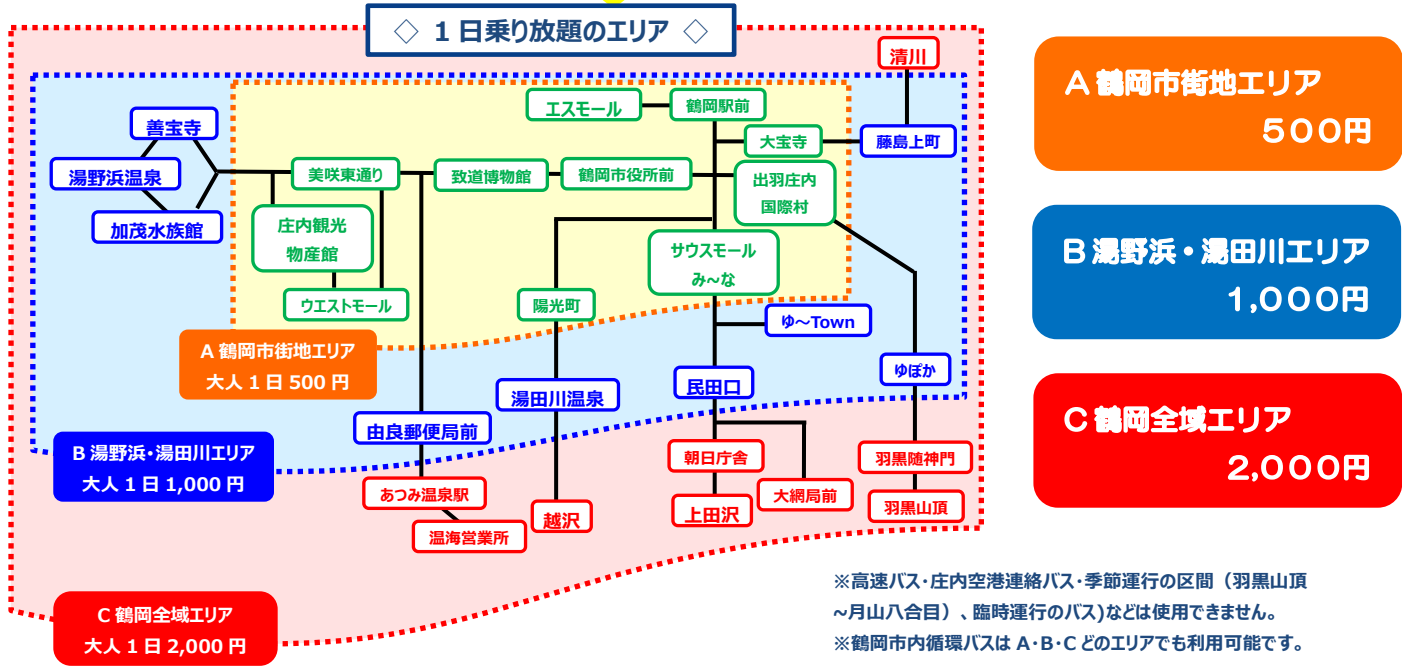 ◇ １日乗り放題のエリア ◇
清川
エスモール
鶴岡駅前
善宝寺
大宝寺
藤島上町
湯野浜温泉
美咲東通り
致道博物館
鶴岡市役所前
出羽庄内
国際村
加茂水族館
庄内観光
物産館
サウスモール
み～な
ウエストモール
陽光町
ゆ～Town
A 鶴岡市街地エリア
大人１日 500 円
湯田川温泉
民田口
ゆぽか
由良郵便局前
B 湯野浜・湯田川エリア
大人１日 1,000 円
朝日庁舎
羽黒随神門
あつみ温泉駅
大網局前
越沢
上田沢
羽黒山頂
温海営業所
C 鶴岡全域エリア
大人１日 2,000 円
A 鶴岡市街地エリア
500円
B 湯野浜・湯田川エリア
1,000円
C 鶴岡全域エリア
2,000円
※高速バス・庄内空港連絡バス・季節運行の区間（羽黒山頂
~月山八合目）、臨時運行のバス)などは使用できません。
※鶴岡市内循環バスは A・B・C どのエリアでも利用可能です。